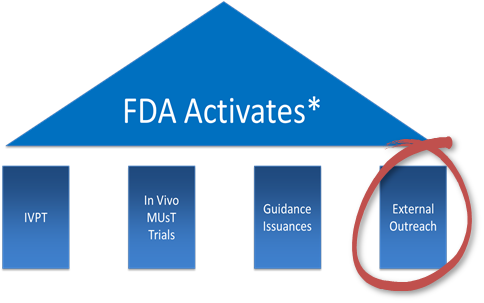 FDA Activates*
IVPT
In Vivo
MUsT
Trials
Guidance
Issuances
External
Outreach